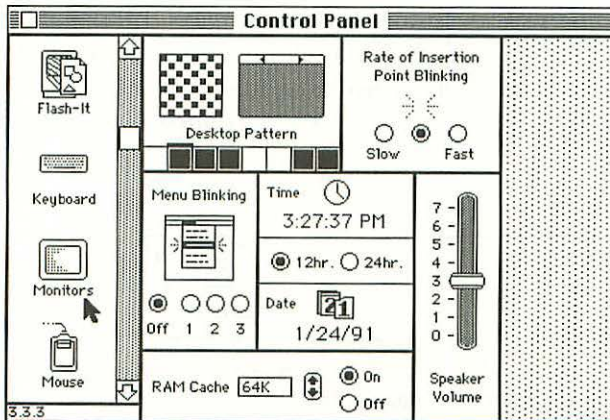 Control Panel
Flash-It
Keyboard
Monitors
Mouse
3.3.3
Desktop Pattern
Rate of Insertion
Point Blinking
Slow Fast
Menu Blinking
Off 1 2 3
Time
3:27:37 PM
12hr. 24hr.
Date
21
1/24/91
7
6
5
4
3
2
1
0
Speaker
Volume
RAM Cache 64K On
Off